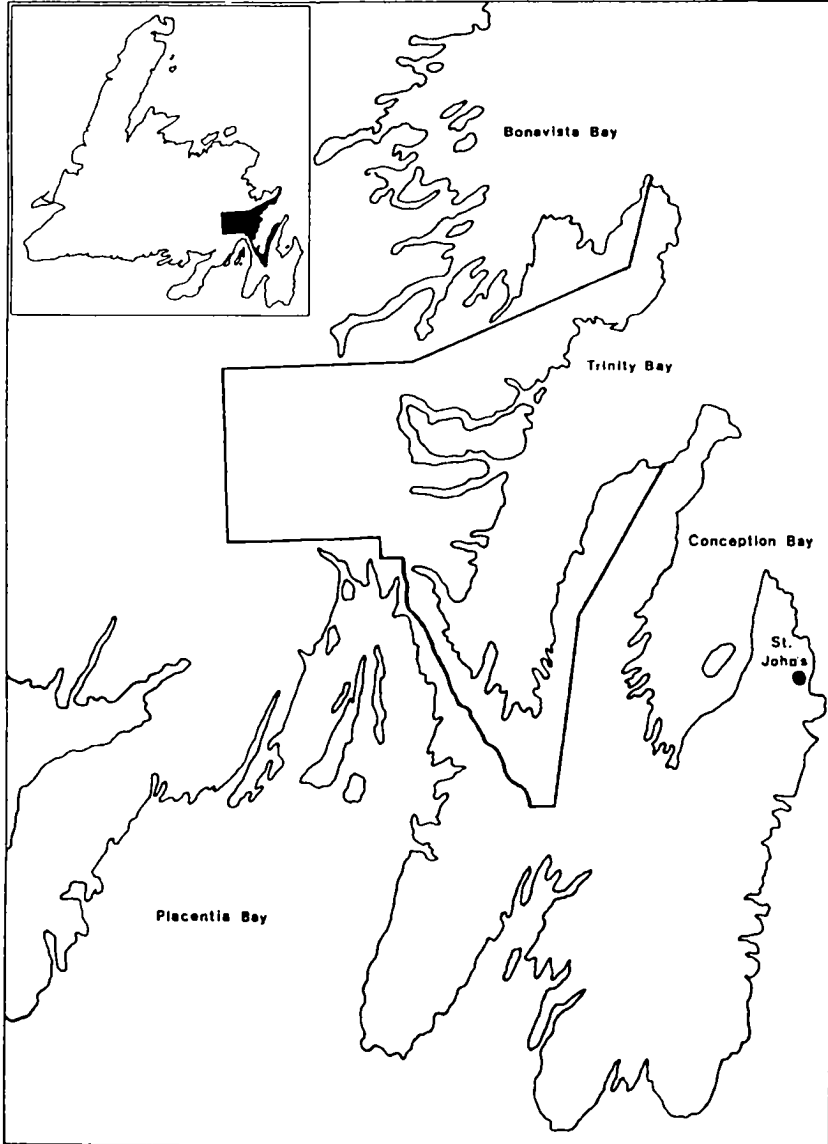 Bonavista Bay
Trinity Bay
Conception Bay
St.
John's
Placentia Bay